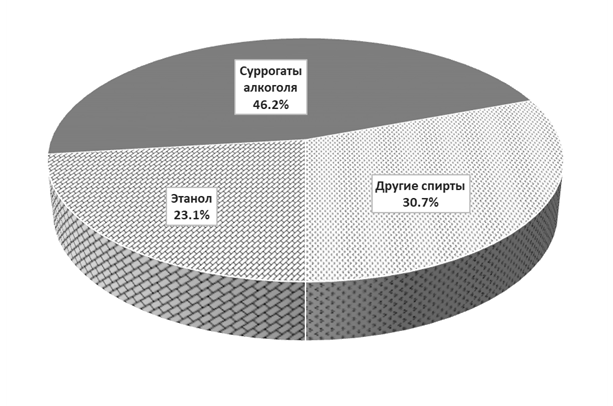 Суррогаты
алкоголя
46.2%
Этанол
23.1%
Другие спирты
30.7%